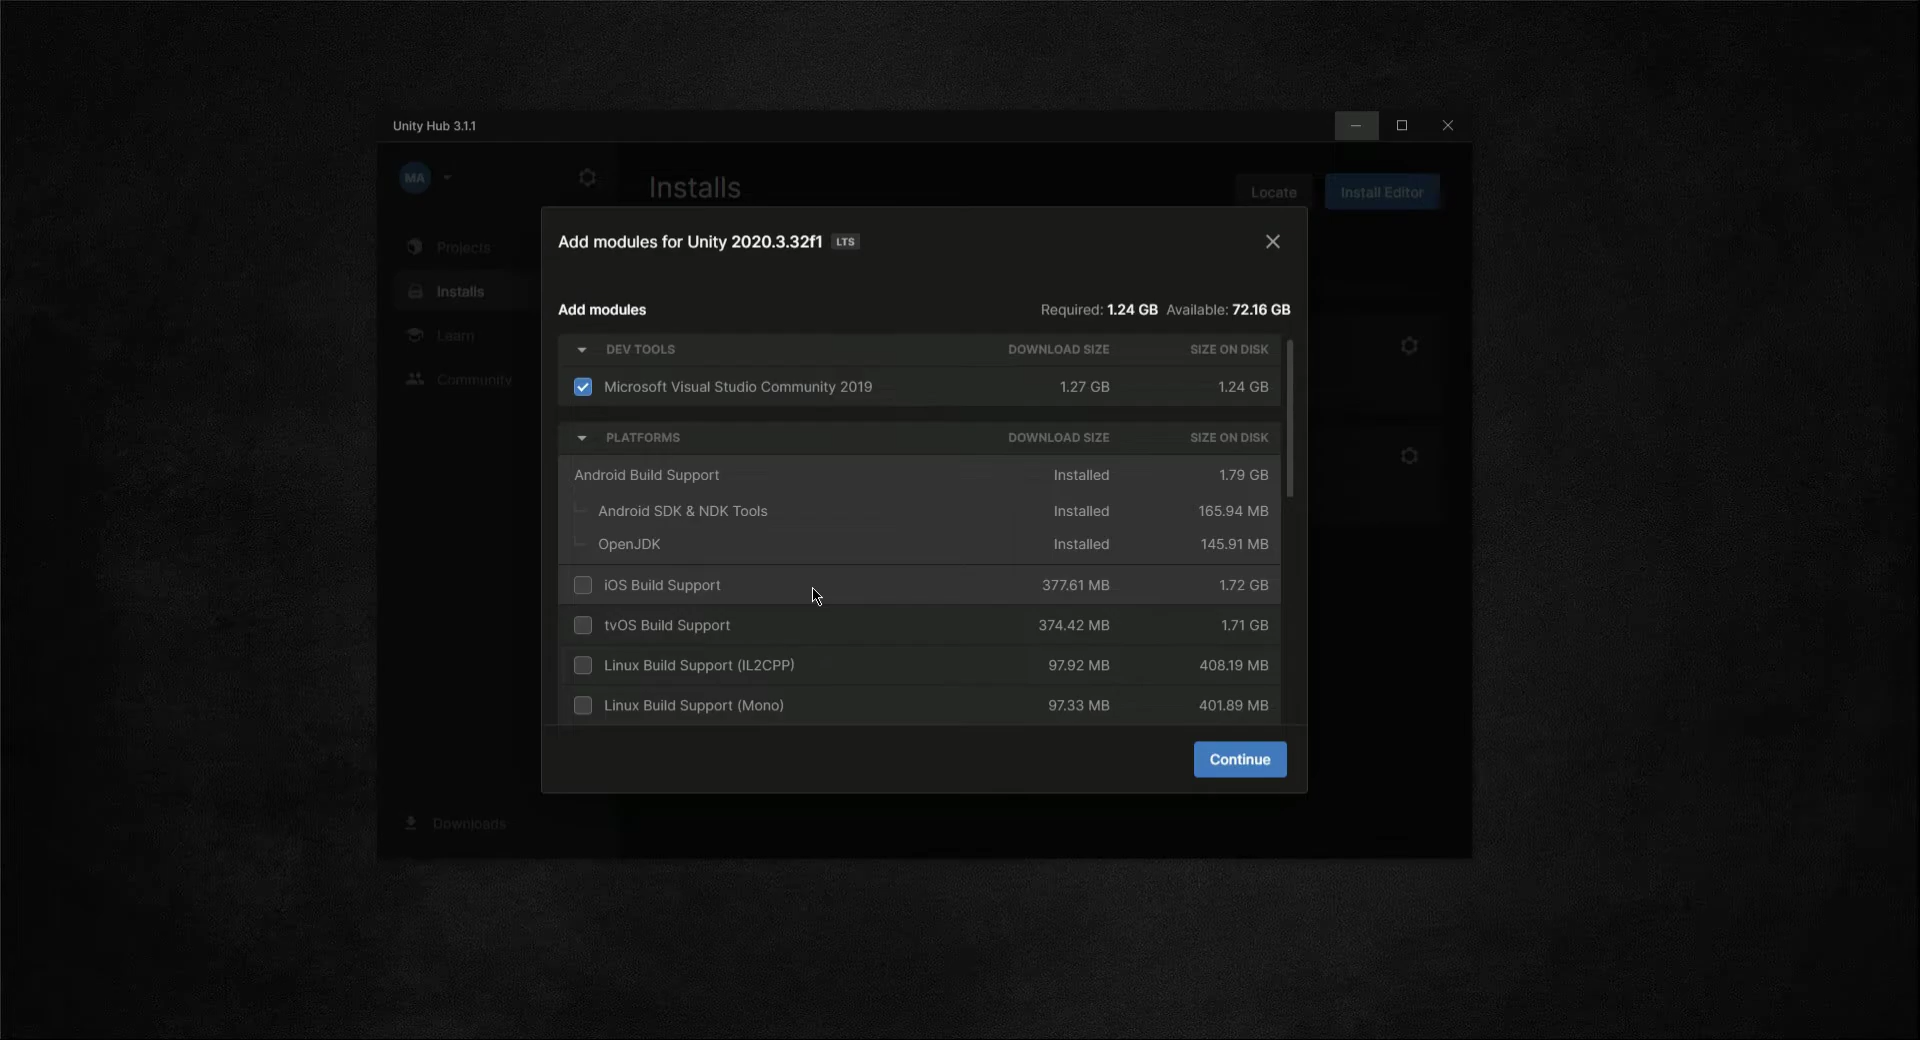 Unity Hub 3.1.1
MA
Installs
Locate
Install Editor
Projects
Installs
Learn
Community
Downloads
Add modules for Unity 2020.3.32f1 LTS
Add modules
Required: 1.24 GB Available: 72.16 GB
DEV TOOLS DOWNLOAD SIZE SIZE ON DISK
Microsoft Visual Studio Community 2019 1.27 GB 1.24 GB
PLATFORMS DOWNLOAD SIZE SIZE ON DISK
Android Build Support Installed 1.79 GB
Android SDK & NDK Tools Installed 165.94 MB
OpenJDK Installed 145.91 MB
iOS Build Support 377.61 MB 1.72 GB
tvOS Build Support 374.42 MB 1.71 GB
Linux Build Support (IL2CPP) 97.92 MB 408.19 MB
Linux Build Support (Mono) 97.33 MB 401.89 MB
Continue